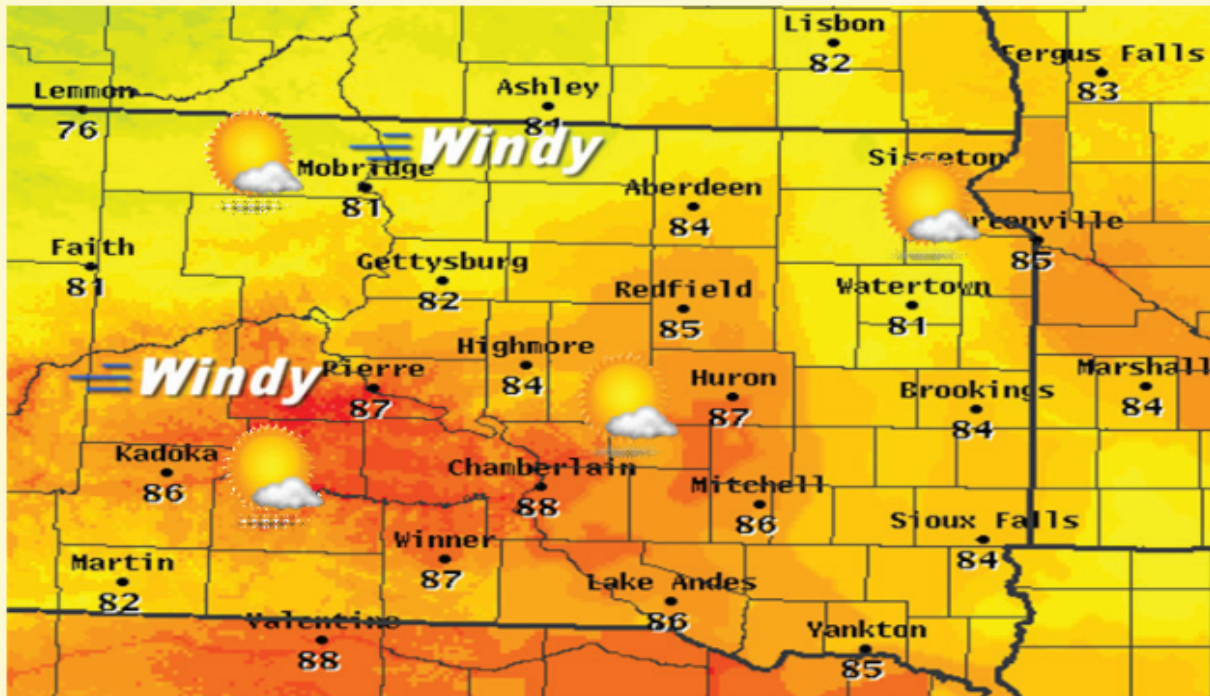 Lisbon
82
Fergus Falls
83
Lemmon
76
Ashley
81
Windy
Mobridge
81
Sisseton
Aberdeen
84
85
Faith
81
Gettysburg
82
Redfield
85
Watertown
81
Windy
Pierre
87
Highmore
84
Huron
87
Brookings
84
Marshall
84
Kadoka
86
Chamberlain
88
Mitchell
86
Sioux Falls
84
Winner
87
Martin
82
Lake Andes
86
Valentine
88
Yankton
85